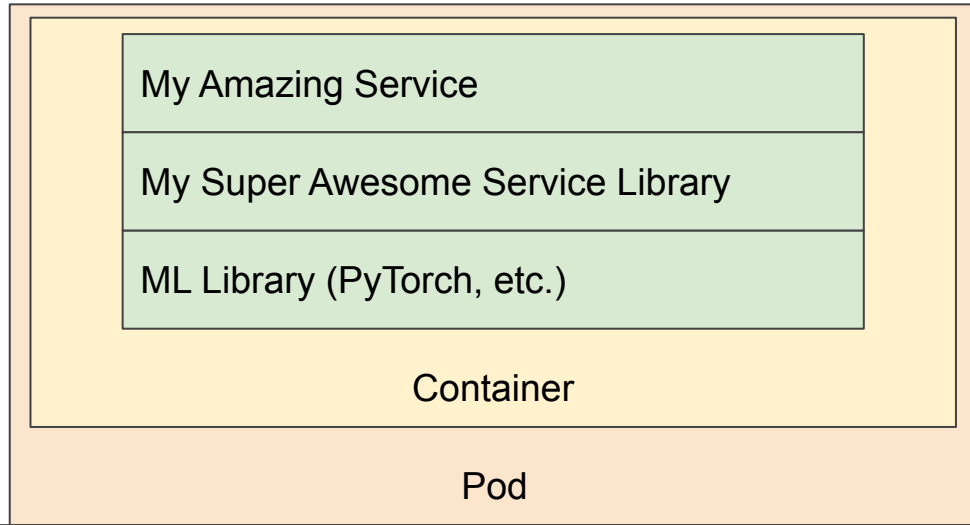 My Amazing Service
My Super Awesome Service Library
ML Library (PyTorch, etc.)
Container
Pod